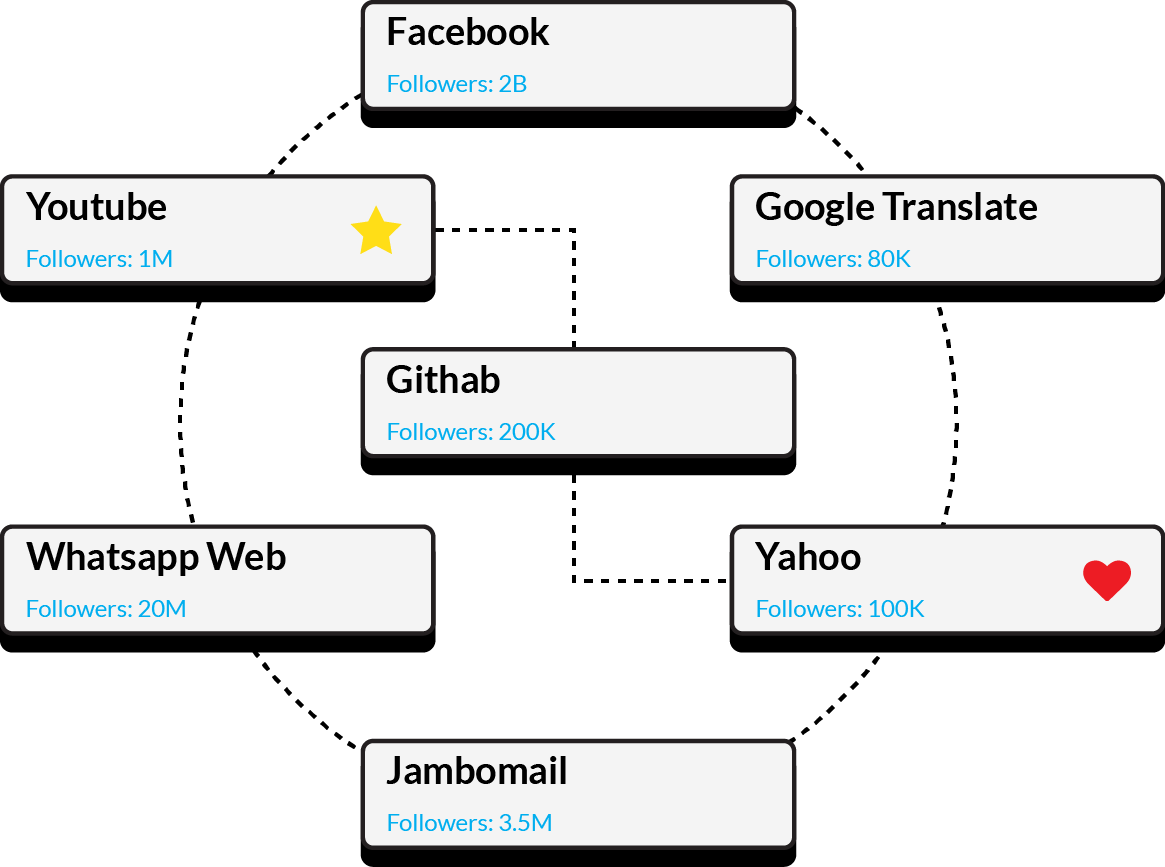 Facebook
Followers: 2B
Youtube
Followers: 1M
Google Translate
Followers: 80K
Githab
Followers: 200K
Whatsapp Web
Followers: 20M
Yahoo
Followers: 100K
Jambomail
Followers: 3.5M